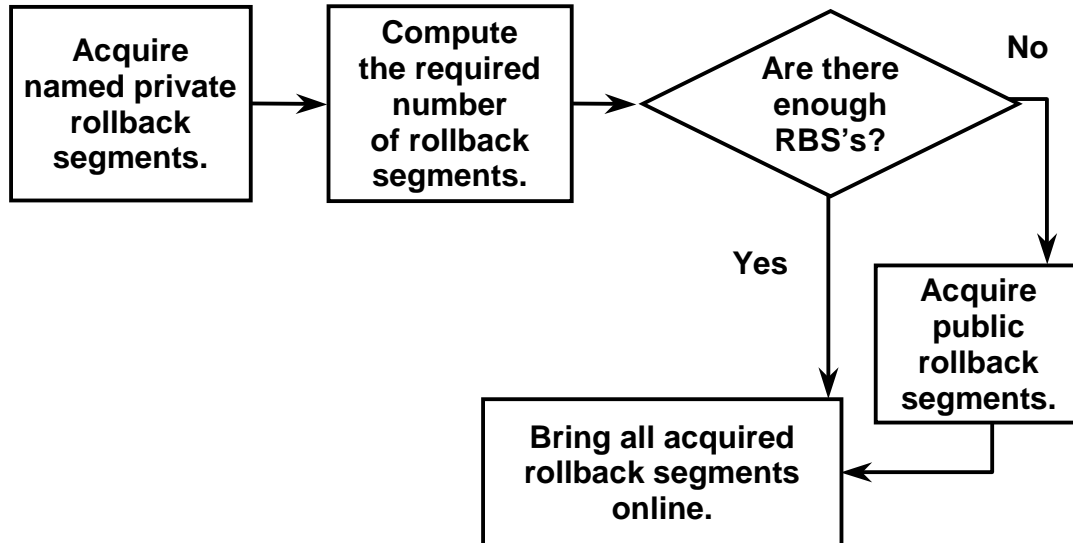 Acquire
named private
rollback
segments.
Compute
the required
number
of rollback
segments.
Are there
enough
RBS's?
No
Yes
Acquire
public
rollback
segments.
Bring all acquired
rollback segments
online.